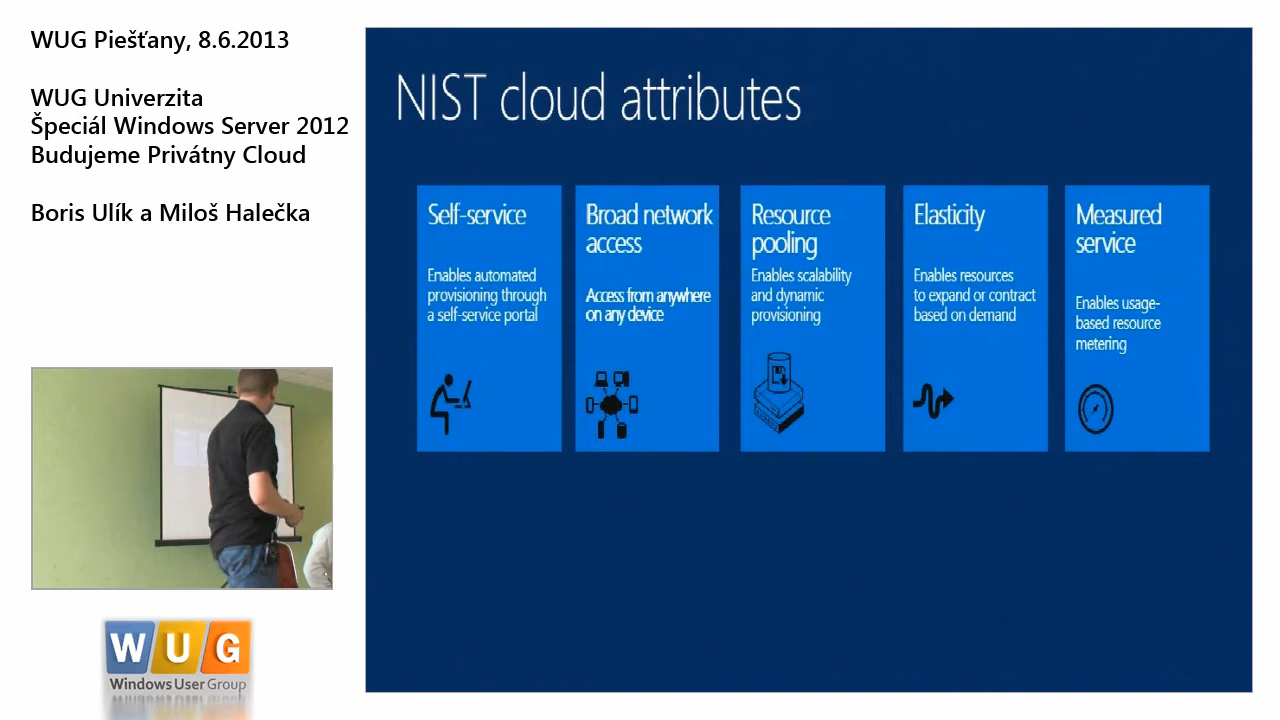 WUG Piešťany, 8.6.2013
WUG Univerzita
Špeciál Windows Server 2012
Budujeme Privátny Cloud
Boris Ulík a Miloš Halečka
NIST cloud attributes
Self-service
Enables automated
provisioning through
a self-service portal
Broad network
access
Access from anywhere
on any device
Resource
pooling
Enables scalability
and dynamic
provisioning
Elasticity
Enables resources
to expand or contract
based on demand
Measured
service
Enables usage-
based resource
metering
WUG
Windows User Group